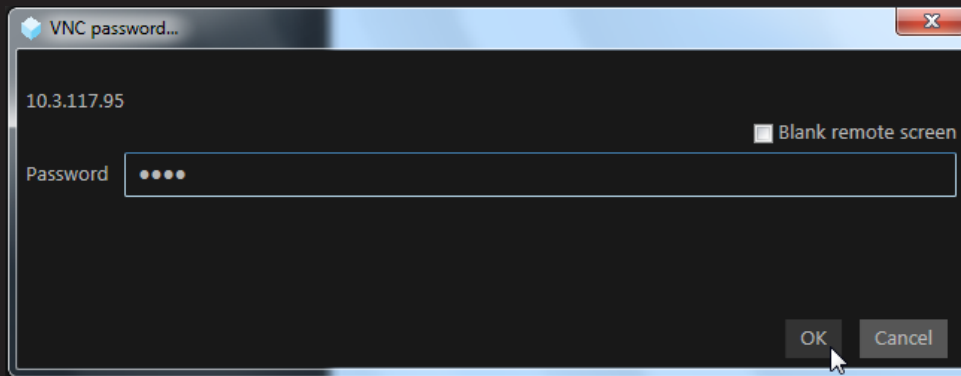 VNC password...
10.3.117.95
Blank remote screen
Password ●●●●
OK Cancel